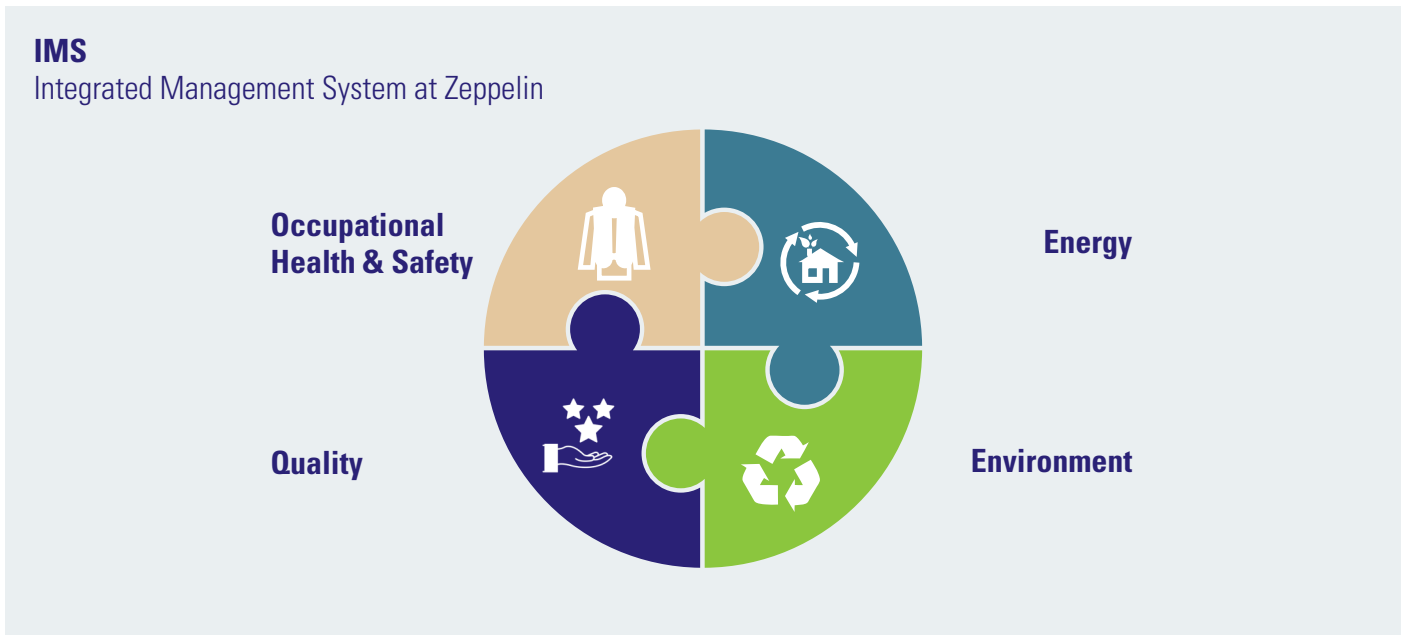 IMS
Integrated Management System at Zeppelin
Occupational
Health & Safety
Energy
Quality
Environment